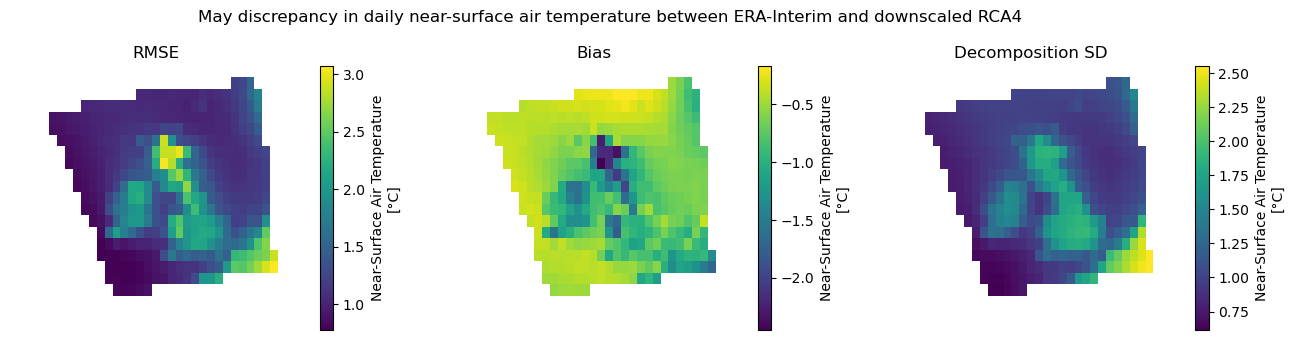 May discrepancy in daily near-surface air temperature between ERA-Interim and downscaled RCA4
RMSE
3.0
2.5
2.0
1.5
1.0
Near-Surface Air Temperature
[°C]
Bias
−0.5
−1.0
−1.5
−2.0
Near-Surface Air Temperature
[°C]
Decomposition SD
2.50
2.25
2.00
1.75
1.50
1.25
1.00
0.75
Near-Surface Air Temperature
[°C]